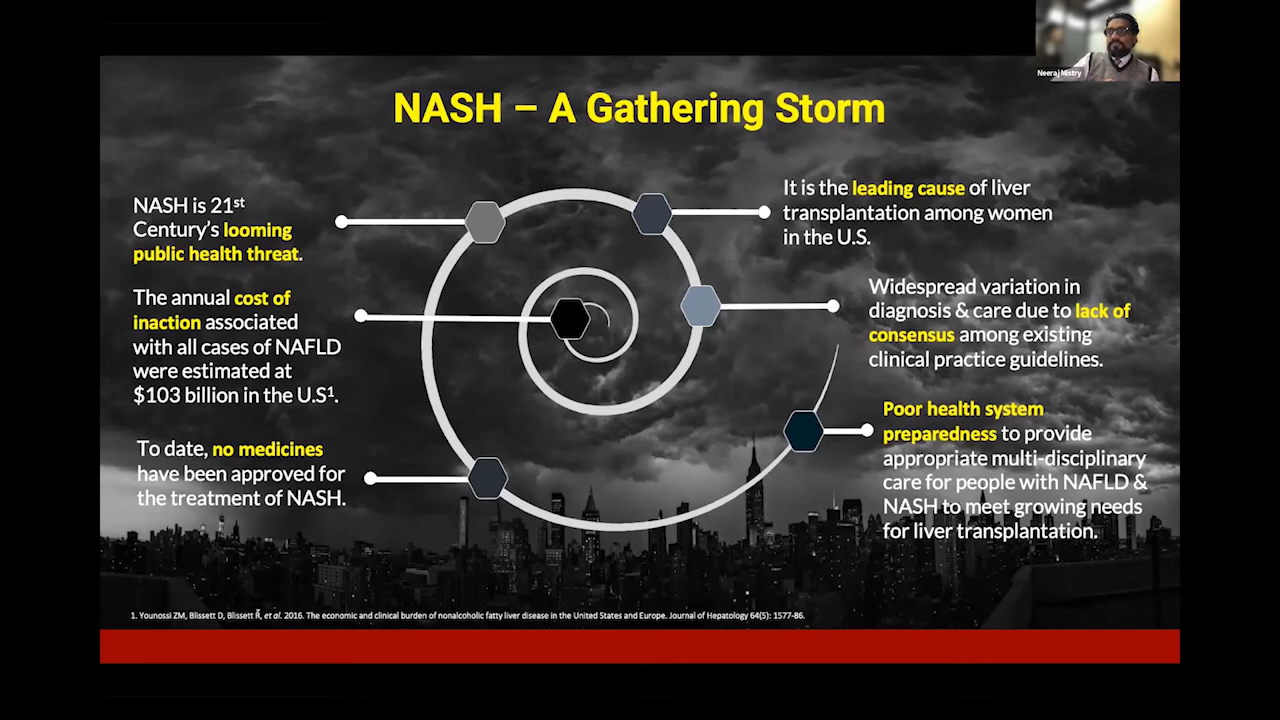 Neeraj Mistry
NASH – A Gathering Storm
NASH is 21st
Century's looming
public health threat.
The annual cost of
inaction associated
with all cases of NAFLD
were estimated at
$103 billion in the U.S1.
To date, no medicines
have been approved for
the treatment of NASH.
It is the leading cause of liver
transplantation among women
in the U.S.
Widespread variation in
diagnosis & care due to lack of
consensus among existing
clinical practice guidelines.
Poor health system
preparedness to provide
appropriate multi-disciplinary
care for people with NAFLD &
NASH to meet growing needs
for liver transplantation.
1. Younossi ZM, Blissett D, Blissett R, et al. 2016. The economic and clinical burden of nonalcoholic fatty liver disease in the United States and Europe. Journal of Hepatology 64(5): 1577-86.